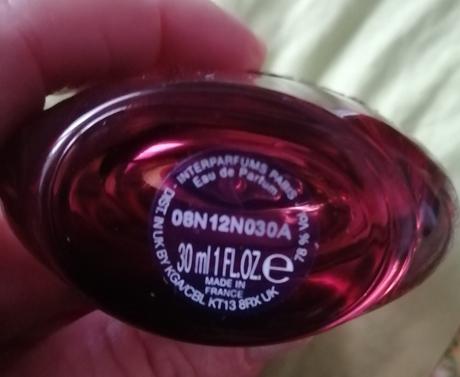 INTERPARFUMS PARIS
Eau de Parfum
08N12N030A
30 ml 1 FL.OZ e
78 % Vol
MADE IN
FRANCE
DIST. IN UK BY KGA/CBL KT13 8RX UK